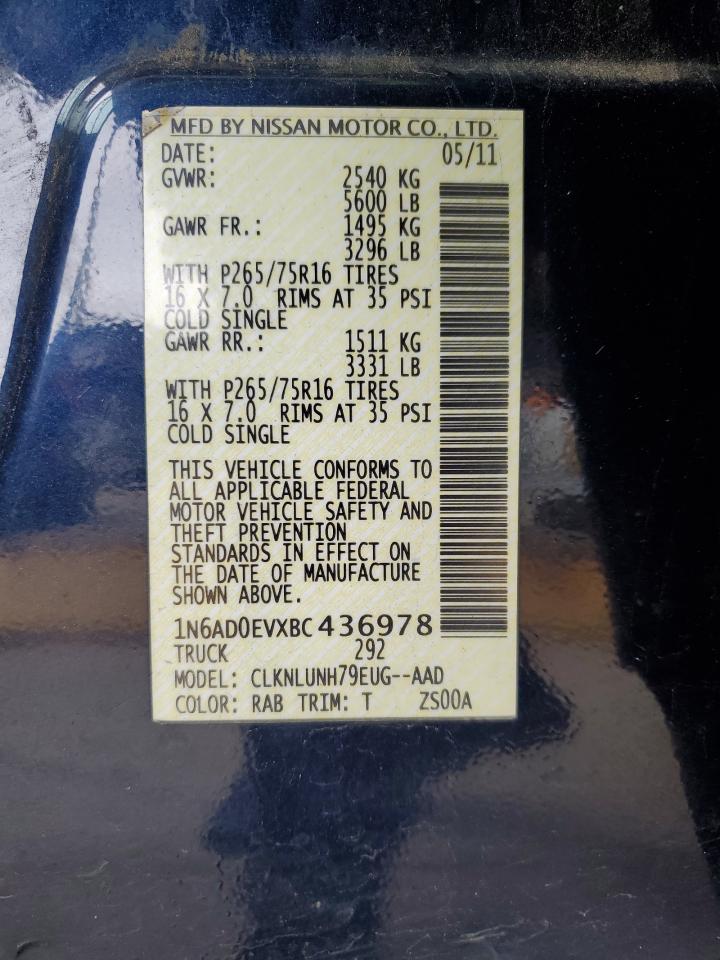 MFD BY NISSAN MOTOR CO., LTD.
DATE: 05/11
GVWR: 2540 KG
5600 LB
GAWR FR.: 1495 KG
3296 LB
WITH P265/75R16 TIRES
16 X 7.0 RIMS AT 35 PSI
COLD SINGLE
GAWR RR.: 1511 KG
3331 LB
WITH P265/75R16 TIRES
16 X 7.0 RIMS AT 35 PSI
COLD SINGLE
THIS VEHICLE CONFORMS TO
ALL APPLICABLE FEDERAL
MOTOR VEHICLE SAFETY AND
THEFT PREVENTION
STANDARDS IN EFFECT ON
THE DATE OF MANUFACTURE
SHOWN ABOVE.
1N6AD0EVXBC436978
TRUCK 292
MODEL: CLKNLUNH79EUG--AAD
COLOR: RAB TRIM: T ZS00A